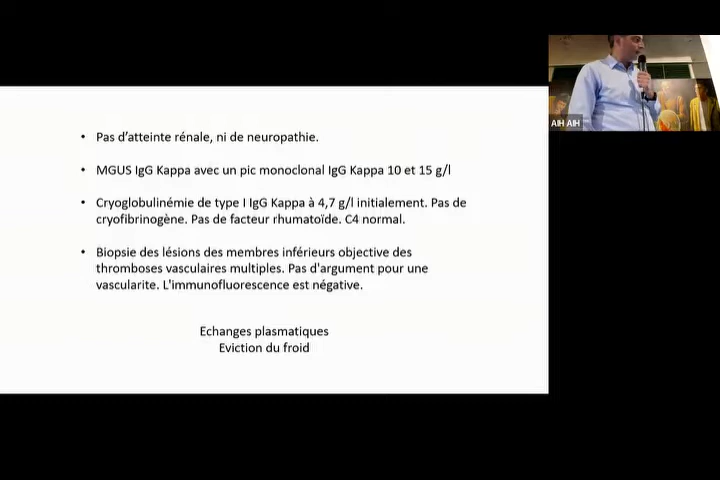 • Pas d'atteinte rénale, ni de neuropathie.
• MGUS IgG Kappa avec un pic monoclonal IgG Kappa 10 et 15 g/l
• Cryoglobulinémie de type I IgG Kappa à 4,7 g/l initialement. Pas de
cryofibrinogène. Pas de facteur rhumatoïde. C4 normal.
• Biopsie des lésions des membres inférieurs objective des
thromboses vasculaires multiples. Pas d'argument pour une
vascularite. L'immunofluorescence est négative.
Echanges plasmatiques
Eviction du froid
AIH AIH